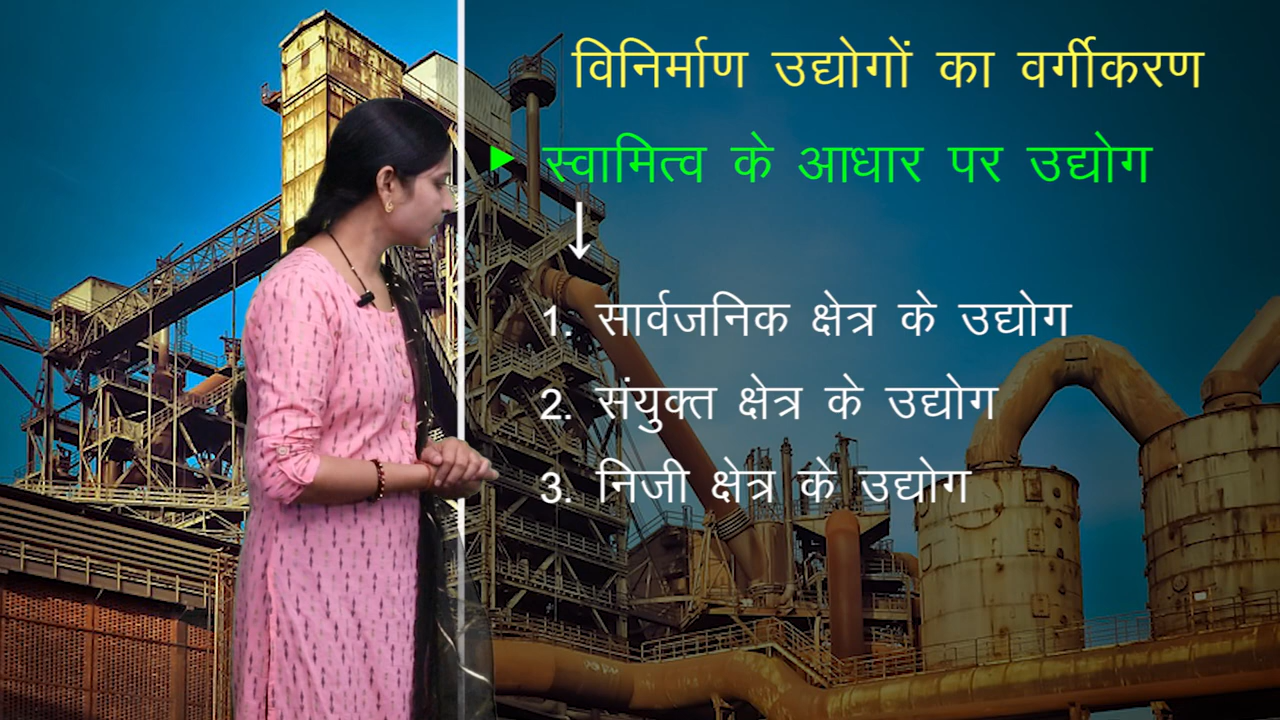 विनिर्माण उद्योगों का वर्गीकरण
स्वामित्व के आधार पर उद्योग
1. सार्वजनिक क्षेत्र के उद्योग
2. संयुक्त क्षेत्र के उद्योग
3. निजी क्षेत्र के उद्योग